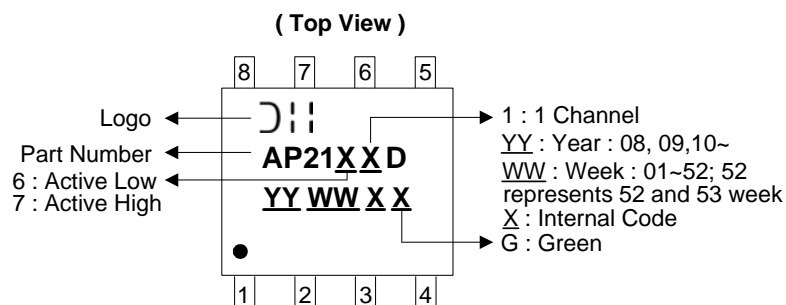 ( Top View )
8 7 6 5
Logo
Part Number
6 : Active Low
7 : Active High
AP21X X D
YY WW X X
1 : 1 Channel
YY : Year : 08, 09,10~
WW : Week : 01~52; 52
represents 52 and 53 week
X : Internal Code
G : Green
1 2 3 4